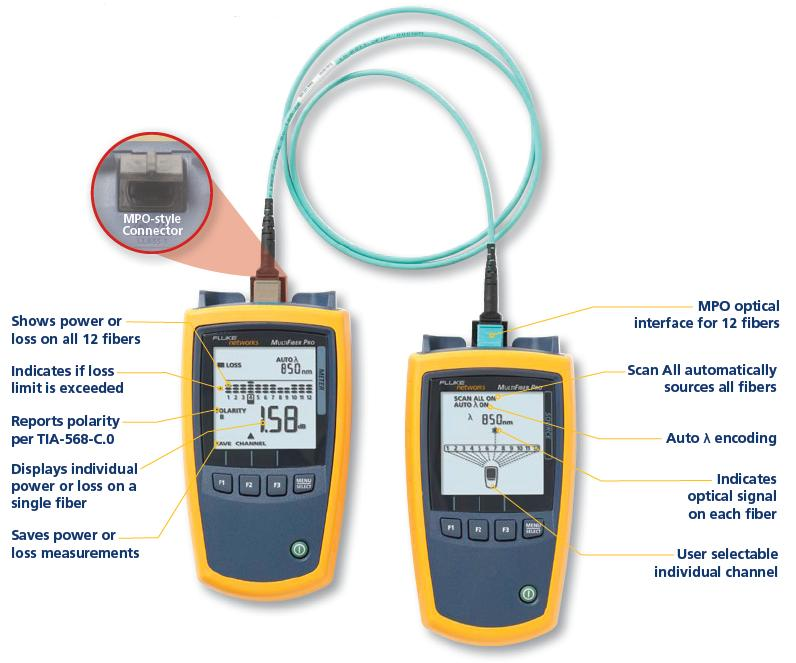 MPO-style
Connector
Shows power or
loss on all 12 fibers
Indicates if loss
limit is exceeded
Reports polarity
per TIA-568-C.0
Displays individual
power or loss on a
single fiber
Saves power or
loss measurements
FLUKE
networks
MULTIFIBER PRO
METER
LOSS
AUTO λ
850nm
1 2 3 4 5 6 7 8 9 10 11 12
POLARITY
B
1.58 dB
SAVE CHANNEL
F1 F2 F3 MENU
SELECT
FLUKE
networks
MULTIFIBER PRO
SOURCE
SCAN ALL ON
AUTO λ ON
λ 850nm
1 2 3 4 5 6 7 8 9 10 11 12
F1 F2 F3 MENU
SELECT
MPO optical
interface for 12 fibers
Scan All automatically
sources all fibers
Auto λ encoding
Indicates
optical signal
on each fiber
User selectable
individual channel